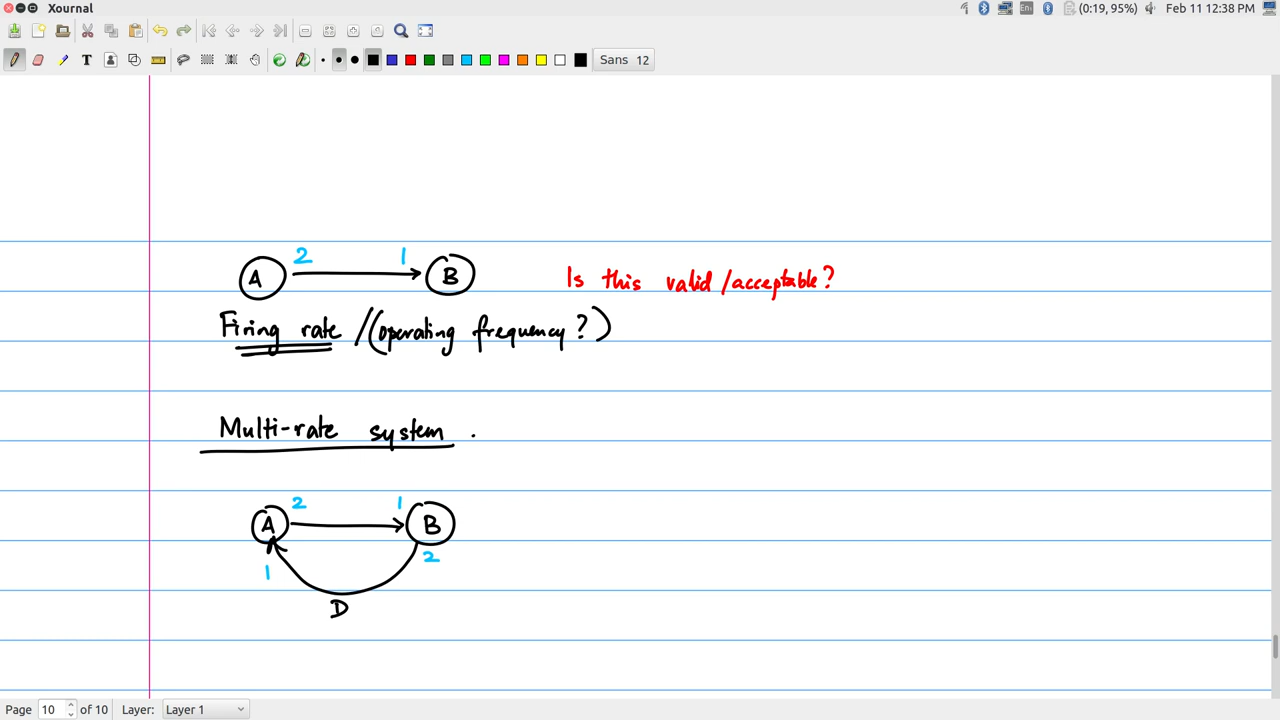 Xournal
En
(0:19, 95%)
Feb 11 12:38 PM
T
Sans 12
2 1
A B Is this valid/acceptable?
Firing rate /(operating frequency?)
Multi-rate system .
2 1
A B
1 2
D
Page 10 of 10 Layer: Layer 1